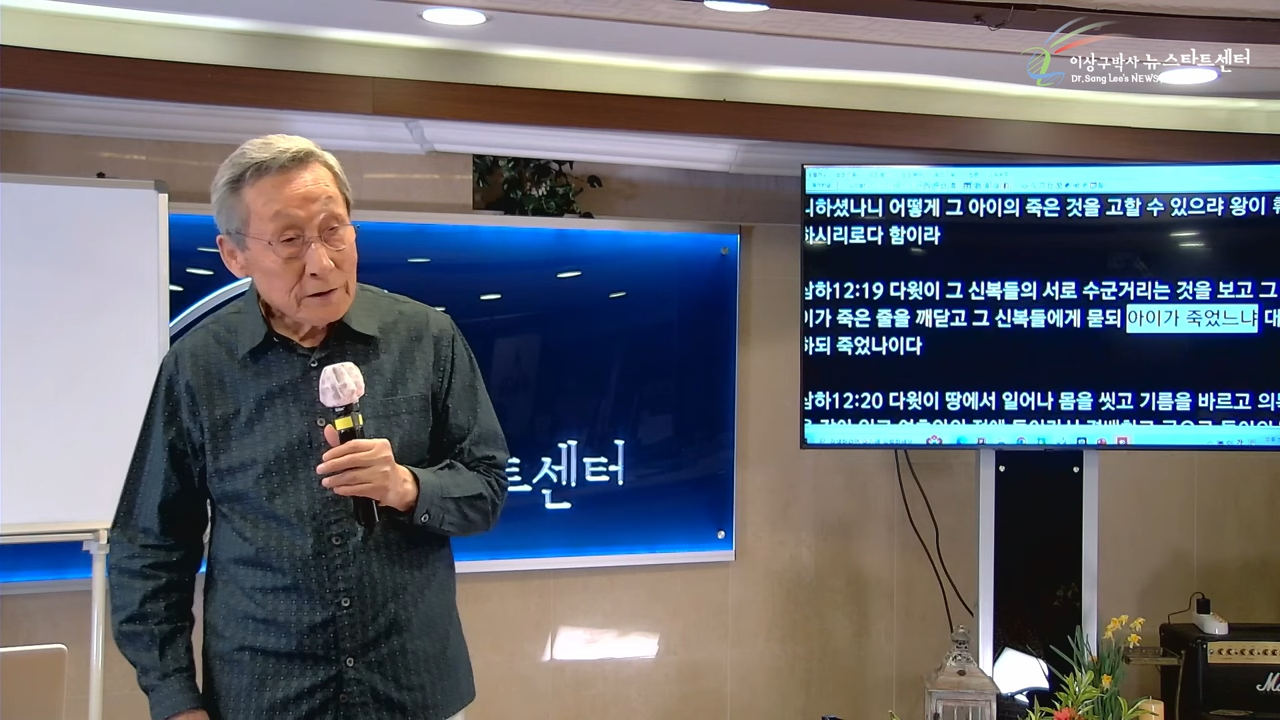 이상구박사 뉴스타트센터
Dr.Sang Lee's NEWS
니하셨나니 어떻게 그 아이의 죽은 것을 고할 수 있으랴 왕이
하시리로다 함이라
삼하12:19 다윗이 그 신복들의 서로 수군거리는 것을 보고 그
이가 죽은 줄을 깨닫고 그 신복들에게 묻되 아이가 죽었느냐 대
하되 죽었나이다
삼하12:20 다윗이 땅에서 일어나 몸을 씻고 기름을 바르고 의복
트센터